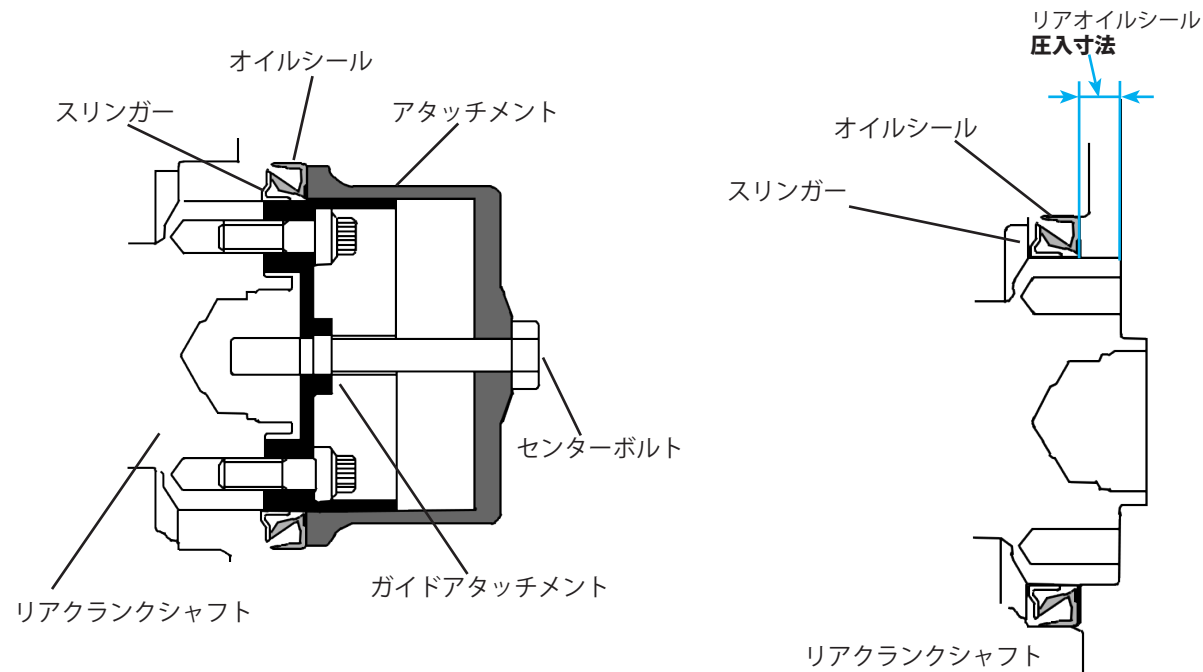 オイルシール
スリンガー
アタッチメント
センターボルト
ガイドアタッチメント
リアクランクシャフト
リアオイルシール
圧入寸法
オイルシール
スリンガー
リアクランクシャフト